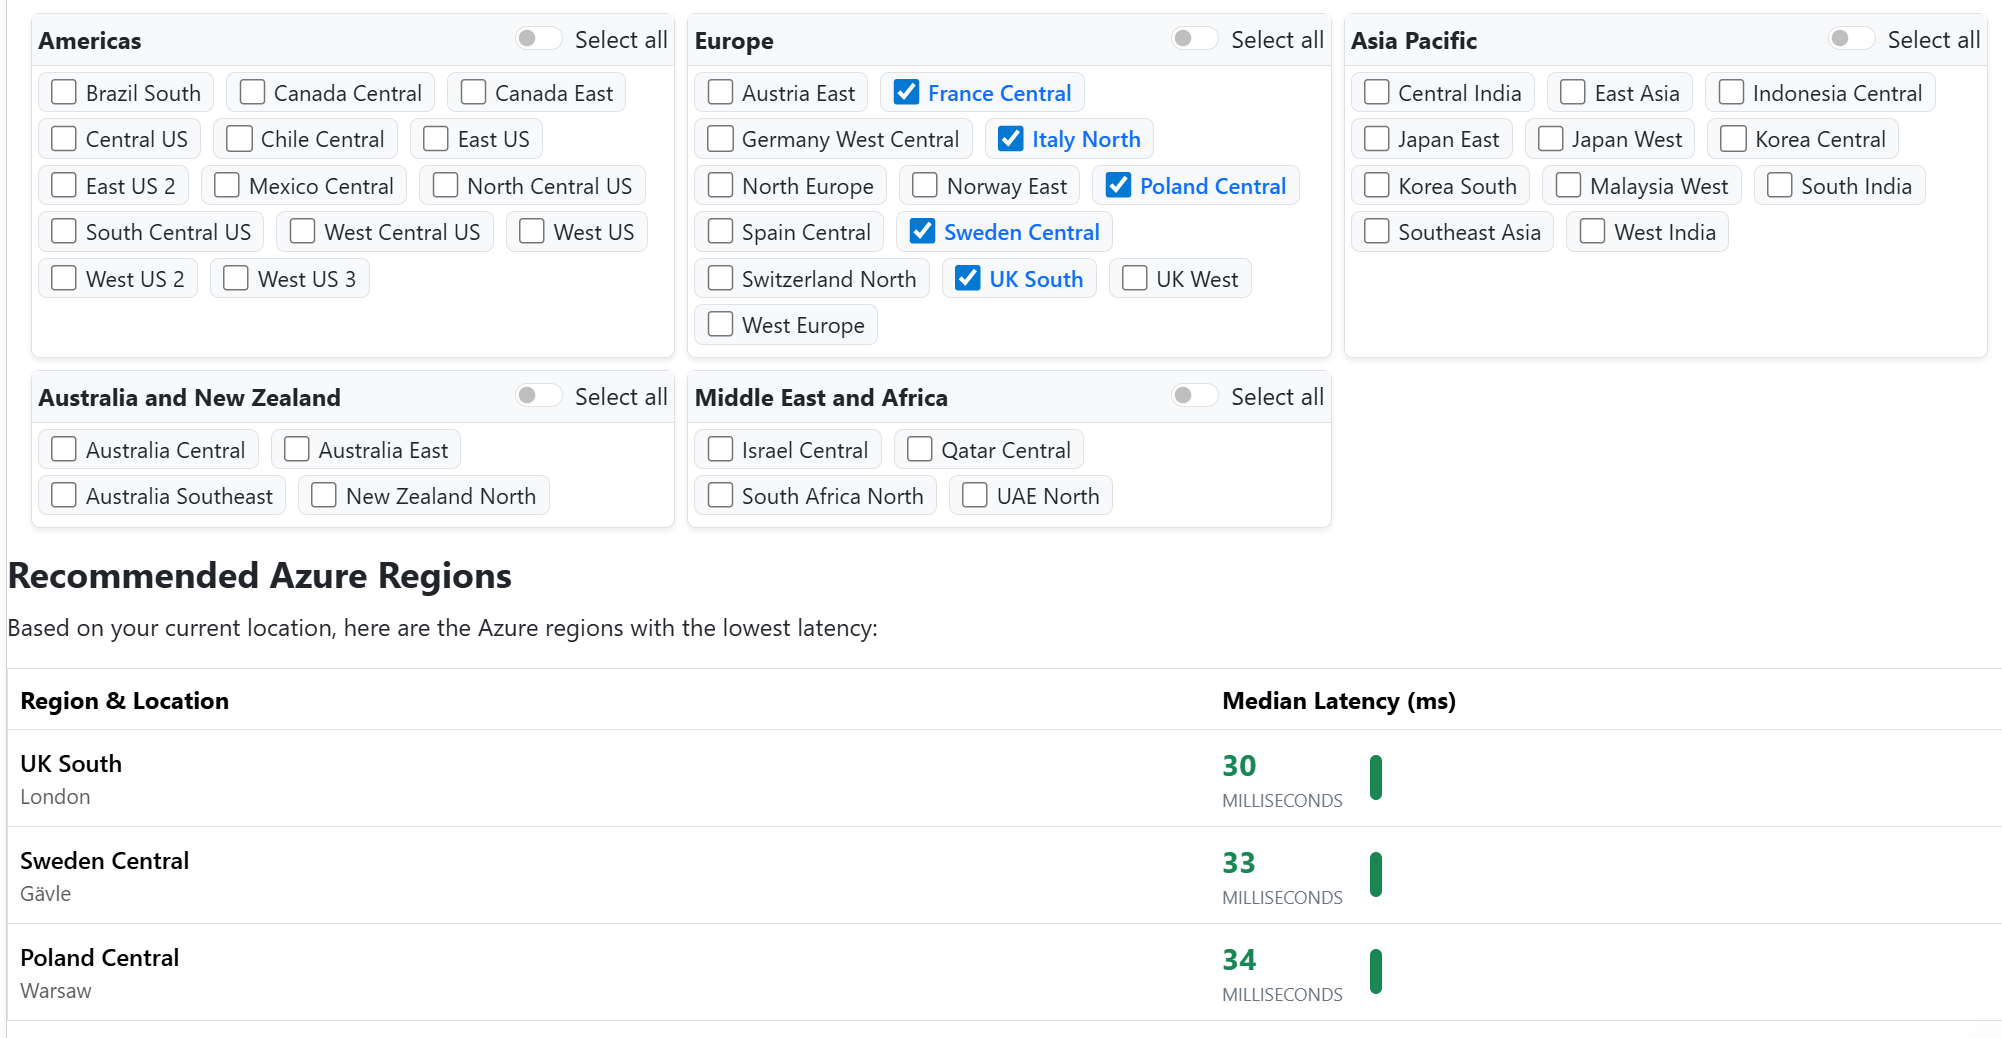 Americas Select all
Brazil South Canada Central Canada East
Central US Chile Central East US
East US 2 Mexico Central North Central US
South Central US West Central US West US
West US 2 West US 3
Europe Select all
Austria East France Central
Germany West Central Italy North
North Europe Norway East Poland Central
Spain Central Sweden Central
Switzerland North UK South UK West
West Europe
Asia Pacific Select all
Central India East Asia Indonesia Central
Japan East Japan West Korea Central
Korea South Malaysia West South India
Southeast Asia West India
Australia and New Zealand Select all
Australia Central Australia East
Australia Southeast New Zealand North
Middle East and Africa Select all
Israel Central Qatar Central
South Africa North UAE North
Recommended Azure Regions
Based on your current location, here are the Azure regions with the lowest latency:
Region & Location Median Latency (ms)
UK South 30
London MILLISECONDS
Sweden Central 33
Gävle MILLISECONDS
Poland Central 34
Warsaw MILLISECONDS